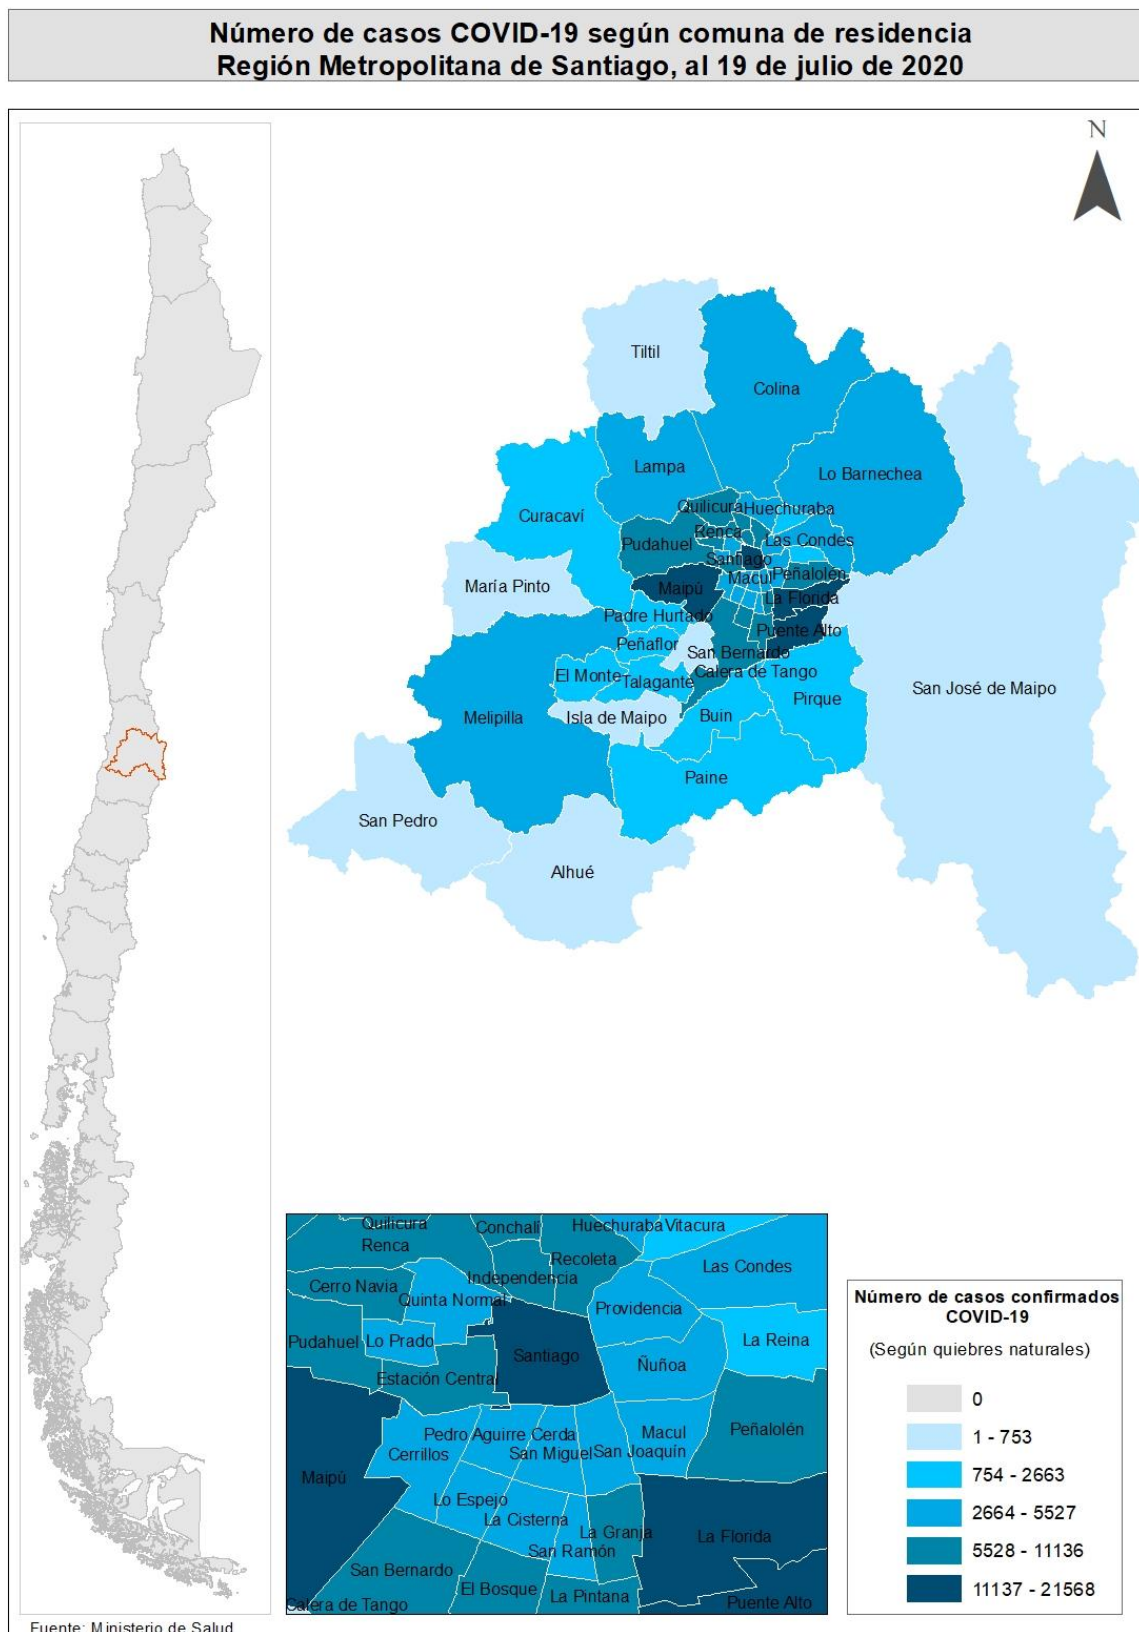 Número de casos COVID-19 según comuna de residencia
Región Metropolitana de Santiago, al 19 de julio de 2020
N
Tiltil
Colina
Lampa
Lo Barnechea
Curacaví
Quilicura
Huechuraba
Renca
Las Condes
Pudahuel
Santiago
Peñalolén
Macul
María Pinto
Maipú
La Florida
Padre Hurtado
Puente Alto
Peñaflor
San Bernardo
Calera de Tango
El Monte
Talagante
Pirque
San José de Maipo
Melipilla
Isla de Maipo
Buin
Paine
San Pedro
Alhué
Quilicura
Conchalí
Huechuraba
Vitacura
Renca
Recoleta
Las Condes
Cerro Navia
Independencia
Quinta Normal
Providencia
Pudahuel
Lo Prado
Santiago
La Reina
Ñuñoa
Estación Central
Pedro Aguirre Cerda
Macul
Peñalolén
Cerrillos
San Miguel
San Joaquín
Maipú
Lo Espejo
La Cisterna
La Granja
La Florida
San Ramón
San Bernardo
El Bosque
La Pintana
Calera de Tango
Puente Alto
Número de casos confirmados
COVID-19
(Según quiebres naturales)
0
1 - 753
754 - 2663
2664 - 5527
5528 - 11136
11137 - 21568
Fuente: Ministerio de Salud